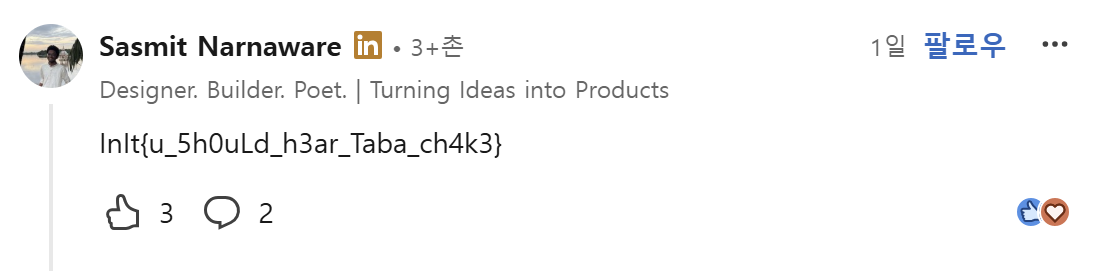 Sasmit Narnaware in • 3+촌
1일 팔로우
Designer. Builder. Poet. | Turning Ideas into Products
InIt{u_5h0uLd_h3ar_Taba_ch4k3}
3 2